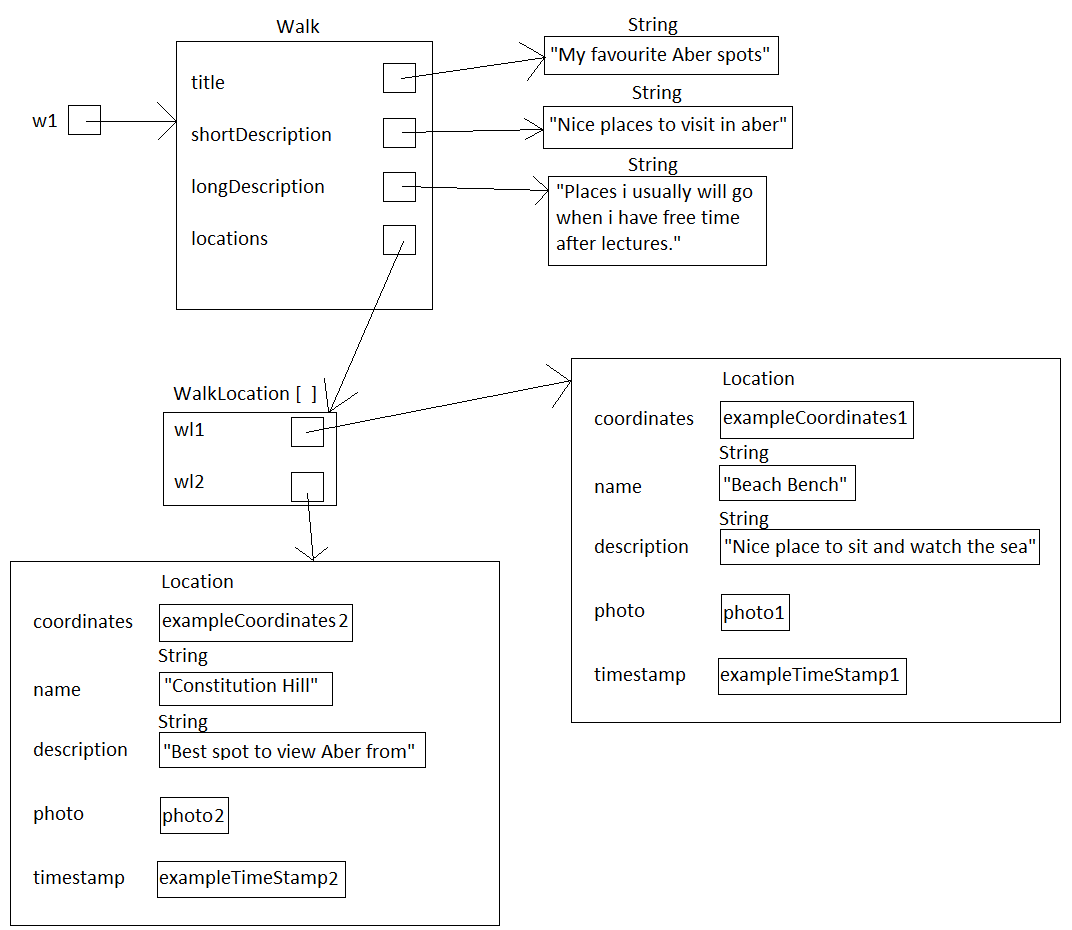 Walk
w1
title
shortDescription
longDescription
locations
String
"My favourite Aber spots"
String
"Nice places to visit in aber"
String
"Places i usually will go
when i have free time
after lectures."
WalkLocation [ ]
wl1
wl2
Location
coordinates exampleCoordinates1
String
name "Beach Bench"
String
description "Nice place to sit and watch the sea"
photo photo1
timestamp exampleTimeStamp1
Location
coordinates exampleCoordinates2
String
name "Constitution Hill"
String
description "Best spot to view Aber from"
photo photo2
timestamp exampleTimeStamp2